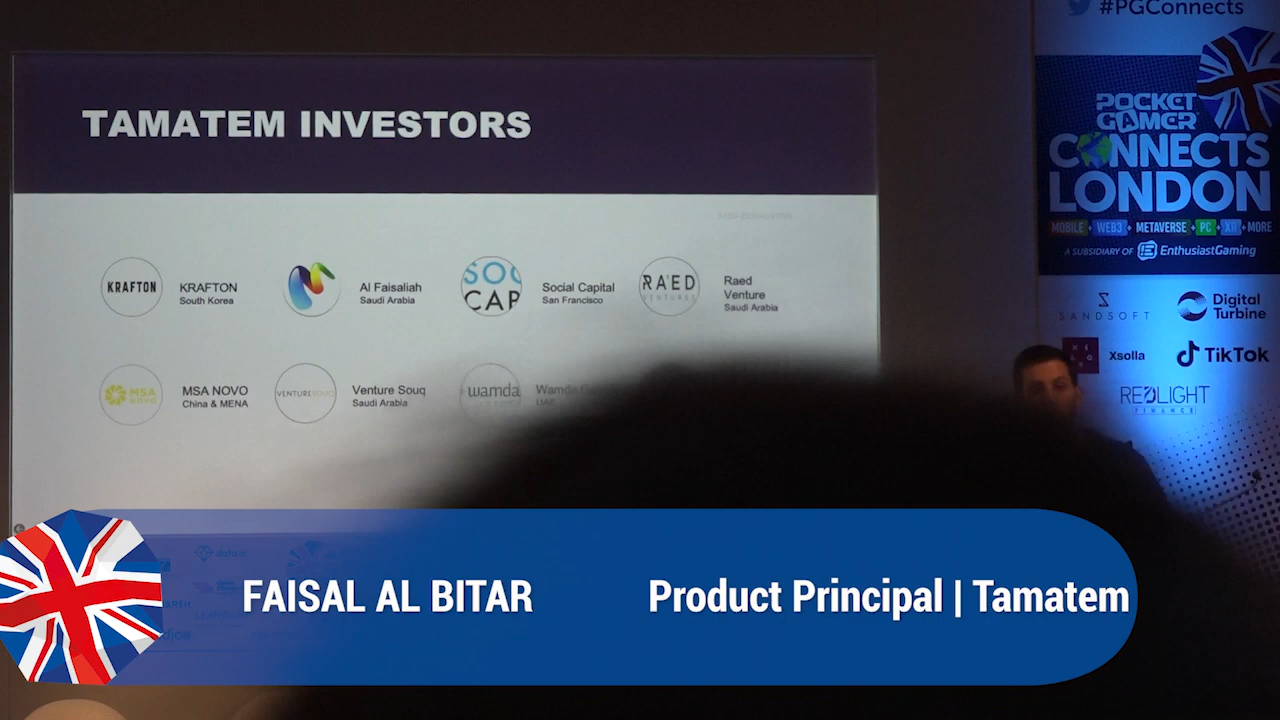 #PGConnects
TAMATEM INVESTORS
POCKET
GAMER
CONNECTS
LONDON
MOBILE + WEB3 + METAVERSE + PC + XR + MORE
A SUBSIDIARY OF EnthusiastGaming
KRAFTON
KRAFTON
South Korea
Al Faisaliah
Saudi Arabia
SOC
CAP
Social Capital
San Francisco
RA'ED
VENTURES
Raed
Venture
Saudi Arabia
MSA
NOVO
MSA NOVO
China & MENA
VENTURESOUQ
Venture Souq
Saudi Arabia
wamda
Wamda
UAE
SANDSOFT
Digital
Turbine
Xsolla
TikTok
REDLIGHT
FINANCE
FAISAL AL BITAR
Product Principal | Tamatem